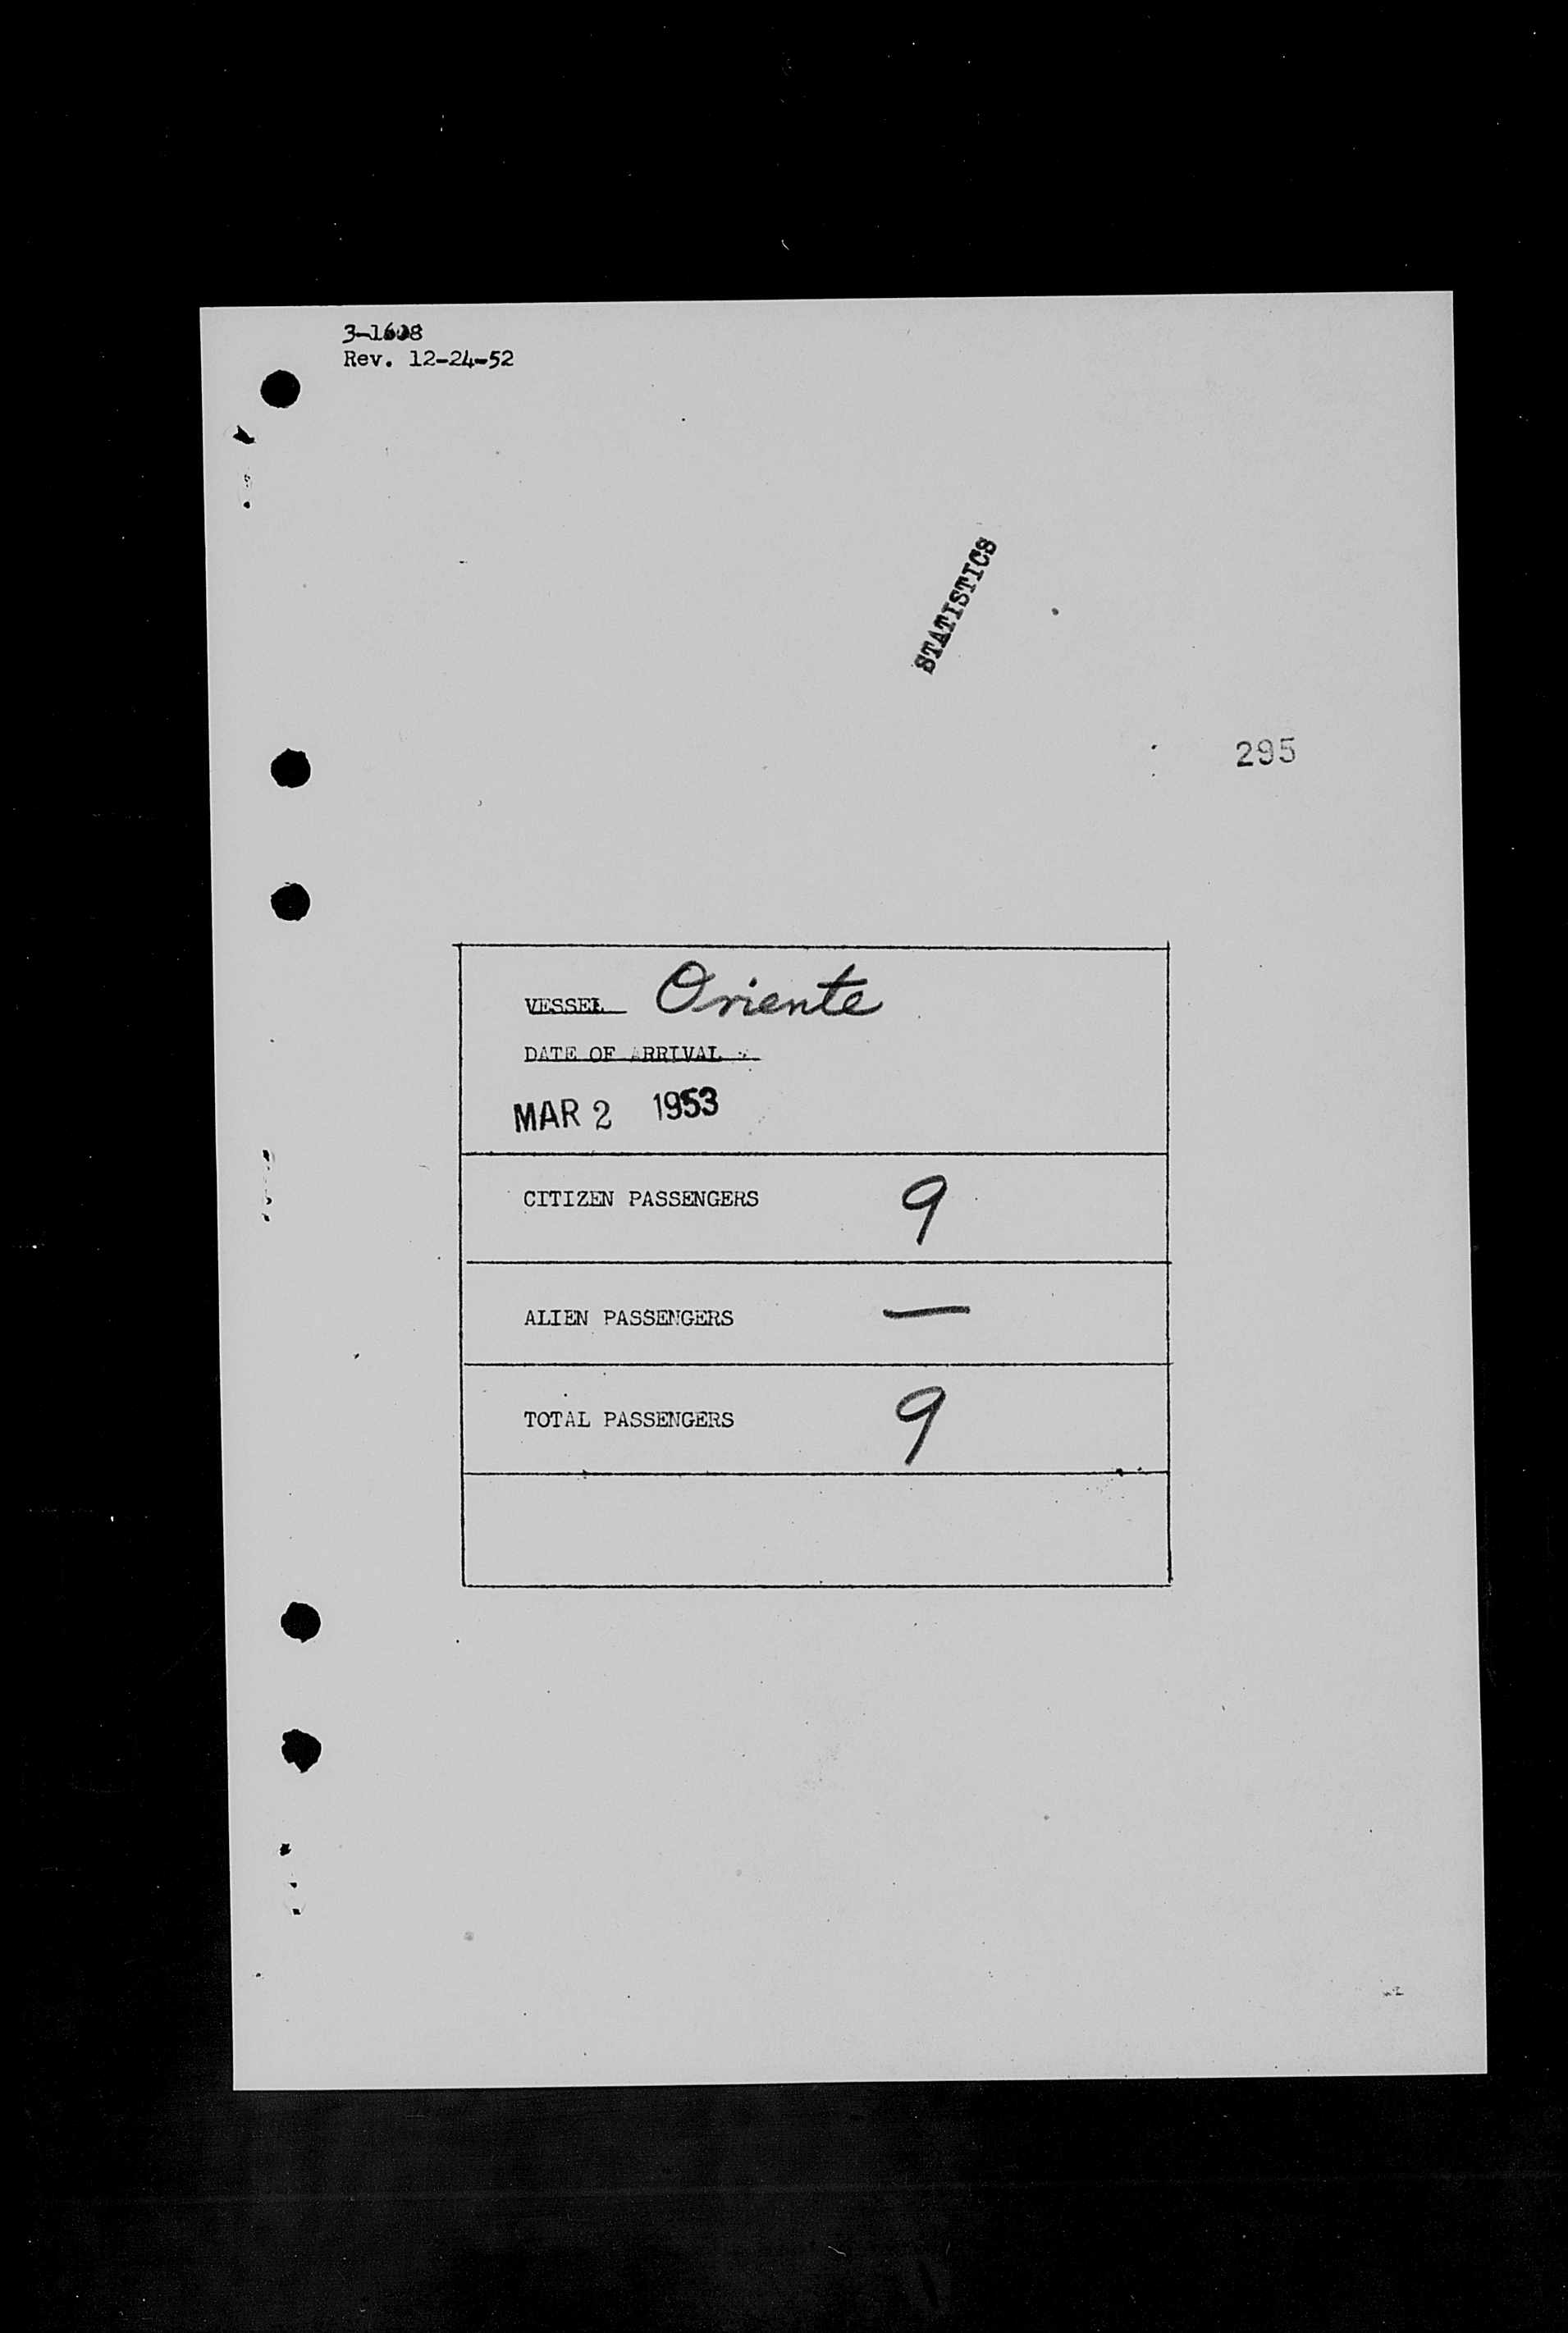 3-1608
Rev. 12-24-52
STATISTICS
295
VESSEL Oriente
DATE OF ARRIVAL
MAR 2 1953
CITIZEN PASSENGERS 9
ALIEN PASSENGERS —
TOTAL PASSENGERS 9